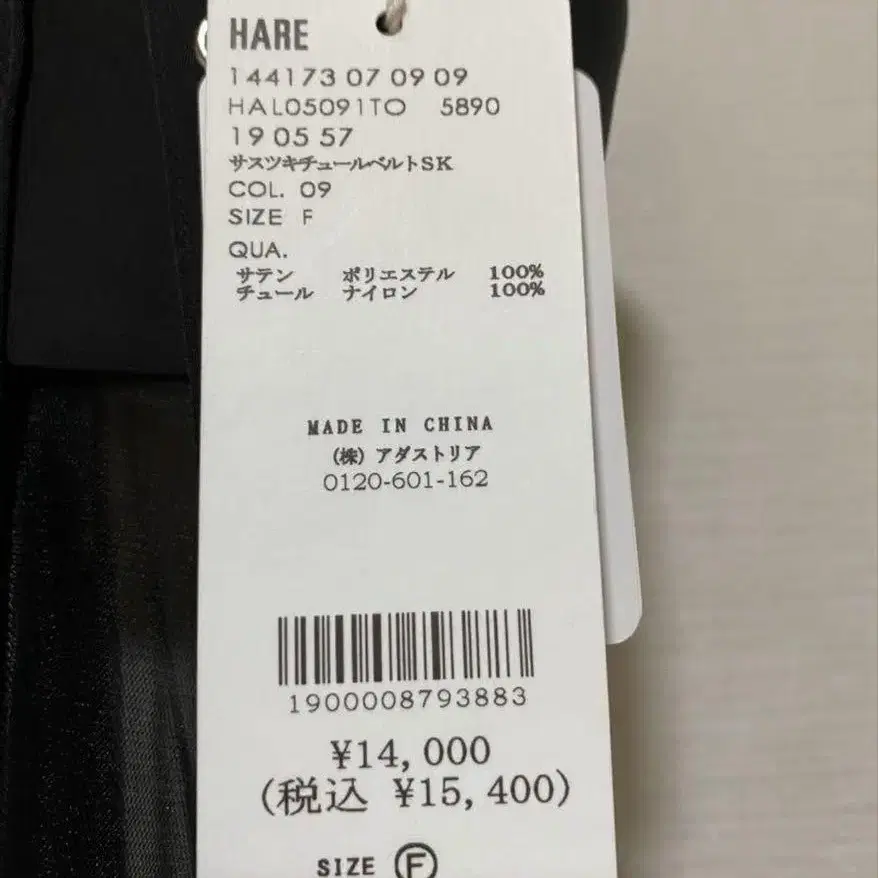 HARE
144173 07 09 09
HAL05091TO 5890
19 05 57
サスツキチュールベルトSK
COL. 09
SIZE F
QUA.
サテン ポリエステル 100%
チュール ナイロン 100%
MADE IN CHINA
(株) アダストリア
0120-601-162
1900008793883
¥14,000
(税込 ¥15,400)
SIZE Ⓕ